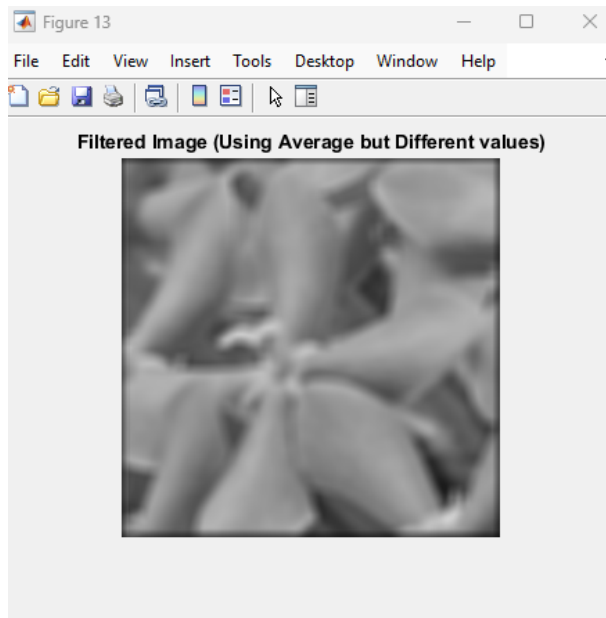 Figure 13
File Edit View Insert Tools Desktop Window Help
Filtered Image (Using Average but Different values)